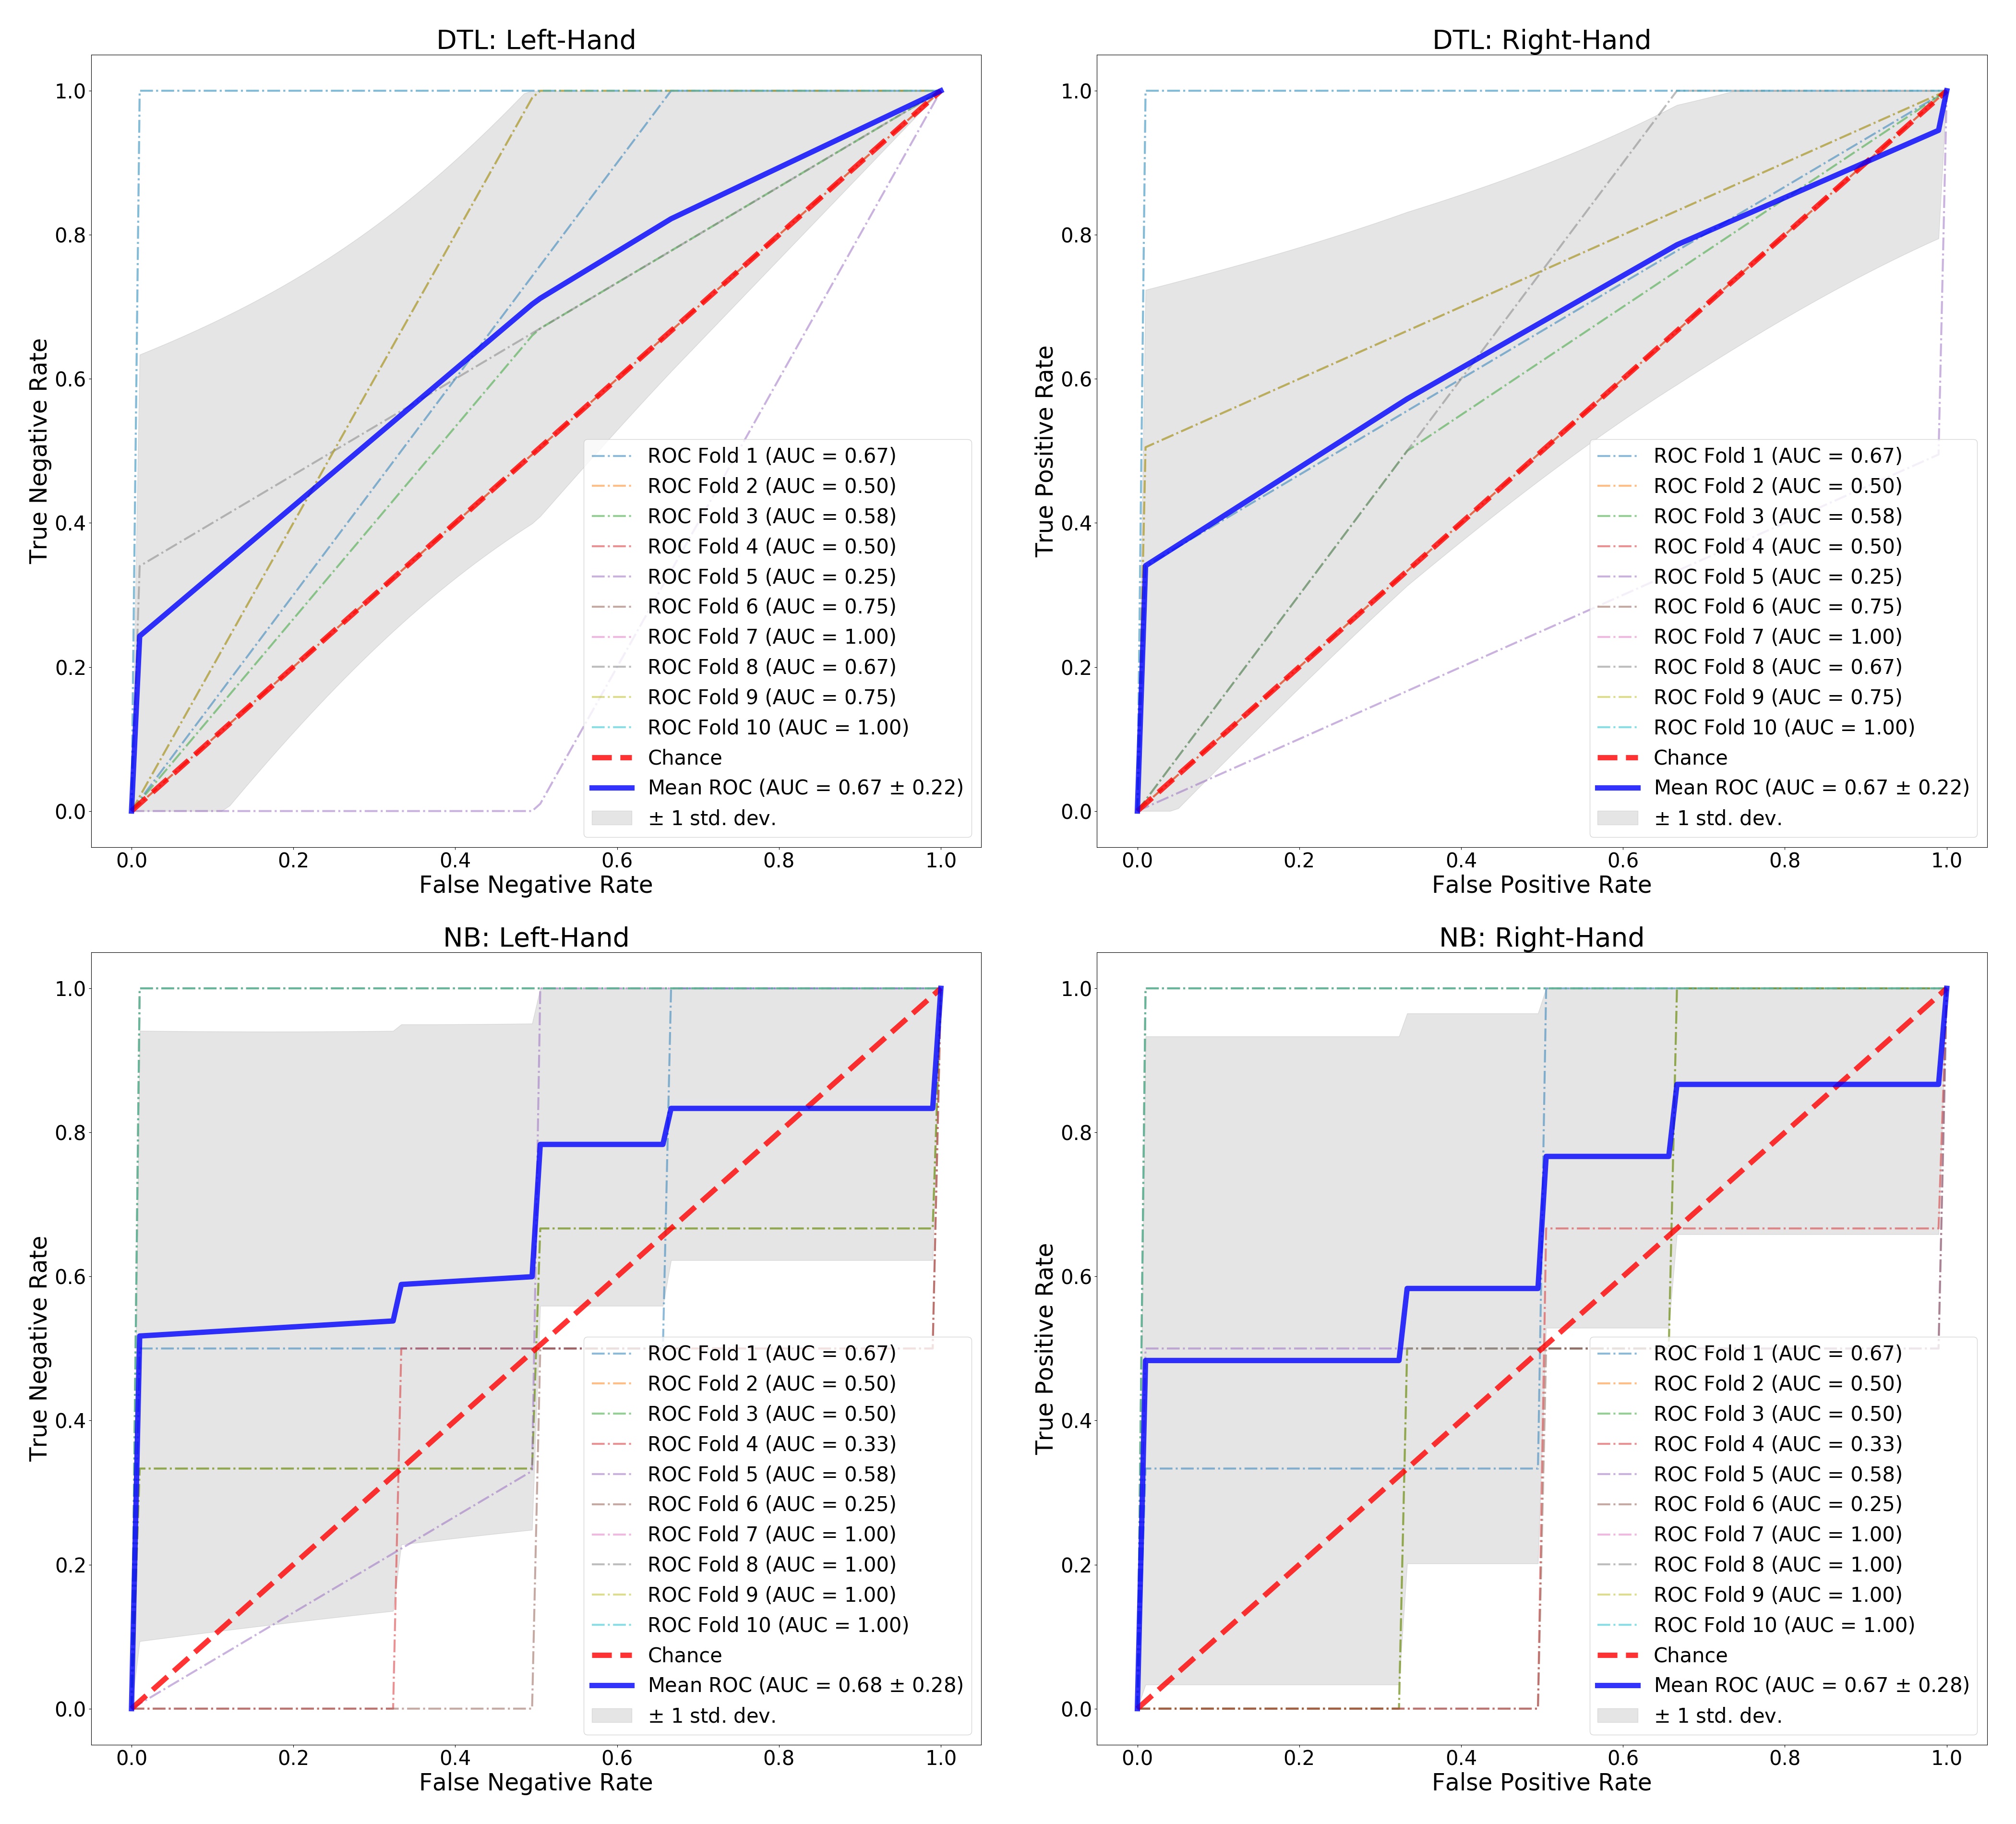 DTL: Left-Hand
True Negative Rate
1.0
0.8
0.6
0.4
0.2
0.0
0.0 0.2 0.4 0.6 0.8 1.0
False Negative Rate
ROC Fold 1 (AUC = 0.67)
ROC Fold 2 (AUC = 0.50)
ROC Fold 3 (AUC = 0.58)
ROC Fold 4 (AUC = 0.50)
ROC Fold 5 (AUC = 0.25)
ROC Fold 6 (AUC = 0.75)
ROC Fold 7 (AUC = 1.00)
ROC Fold 8 (AUC = 0.67)
ROC Fold 9 (AUC = 0.75)
ROC Fold 10 (AUC = 1.00)
Chance
Mean ROC (AUC = 0.67 ± 0.22)
± 1 std. dev.
DTL: Right-Hand
True Positive Rate
1.0
0.8
0.6
0.4
0.2
0.0
0.0 0.2 0.4 0.6 0.8 1.0
False Positive Rate
ROC Fold 1 (AUC = 0.67)
ROC Fold 2 (AUC = 0.50)
ROC Fold 3 (AUC = 0.58)
ROC Fold 4 (AUC = 0.50)
ROC Fold 5 (AUC = 0.25)
ROC Fold 6 (AUC = 0.75)
ROC Fold 7 (AUC = 1.00)
ROC Fold 8 (AUC = 0.67)
ROC Fold 9 (AUC = 0.75)
ROC Fold 10 (AUC = 1.00)
Chance
Mean ROC (AUC = 0.67 ± 0.22)
± 1 std. dev.
NB: Left-Hand
True Negative Rate
1.0
0.8
0.6
0.4
0.2
0.0
0.0 0.2 0.4 0.6 0.8 1.0
False Negative Rate
ROC Fold 1 (AUC = 0.67)
ROC Fold 2 (AUC = 0.50)
ROC Fold 3 (AUC = 0.50)
ROC Fold 4 (AUC = 0.33)
ROC Fold 5 (AUC = 0.58)
ROC Fold 6 (AUC = 0.25)
ROC Fold 7 (AUC = 1.00)
ROC Fold 8 (AUC = 1.00)
ROC Fold 9 (AUC = 1.00)
ROC Fold 10 (AUC = 1.00)
Chance
Mean ROC (AUC = 0.68 ± 0.28)
± 1 std. dev.
NB: Right-Hand
True Positive Rate
1.0
0.8
0.6
0.4
0.2
0.0
0.0 0.2 0.4 0.6 0.8 1.0
False Positive Rate
ROC Fold 1 (AUC = 0.67)
ROC Fold 2 (AUC = 0.50)
ROC Fold 3 (AUC = 0.50)
ROC Fold 4 (AUC = 0.33)
ROC Fold 5 (AUC = 0.58)
ROC Fold 6 (AUC = 0.25)
ROC Fold 7 (AUC = 1.00)
ROC Fold 8 (AUC = 1.00)
ROC Fold 9 (AUC = 1.00)
ROC Fold 10 (AUC = 1.00)
Chance
Mean ROC (AUC = 0.67 ± 0.28)
± 1 std. dev.